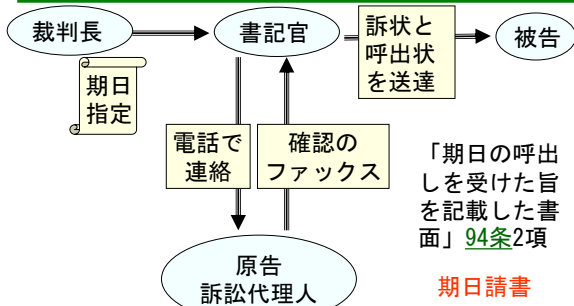 裁判長
書記官
訴状と
呼出状
を送達
被告
期日
指定
電話で
連絡
確認の
ファックス
「期日の呼出
しを受けた旨
を記載した書
面」94条2項
原告
訴訟代理人
期日請書